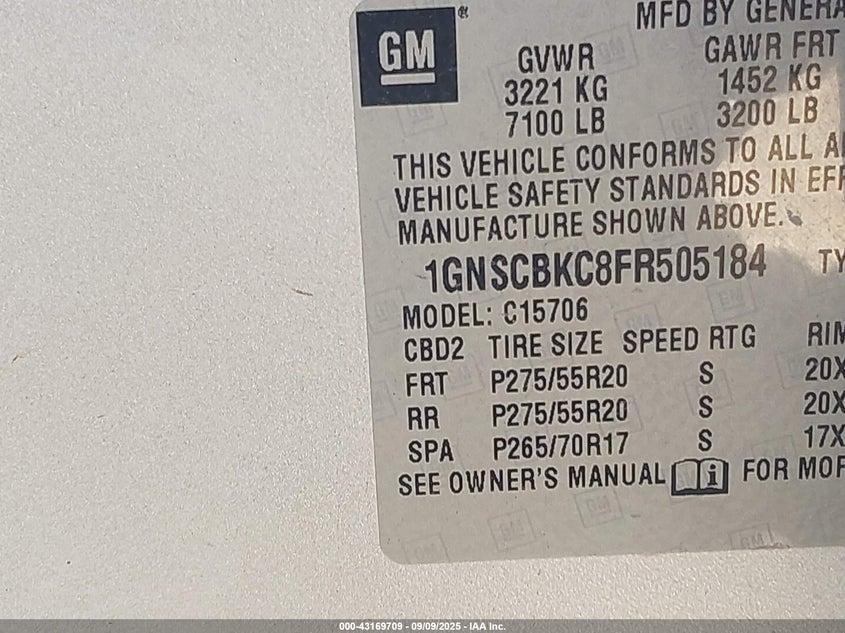 GM ®
MFD BY GENERA
GVWR GAWR FRT
3221 KG 1452 KG
7100 LB 3200 LB
THIS VEHICLE CONFORMS TO ALL A
VEHICLE SAFETY STANDARDS IN EFF
MANUFACTURE SHOWN ABOVE.
1GNSCBKC8FR505184 TY
MODEL: C15706
CBD2 TIRE SIZE SPEED RTG RIM
FRT P275/55R20 S 20X
RR P275/55R20 S 20X
SPA P265/70R17 S 17X
SEE OWNER'S MANUAL i FOR MOR
000-43169709 - 09/09/2025 - IAA Inc.